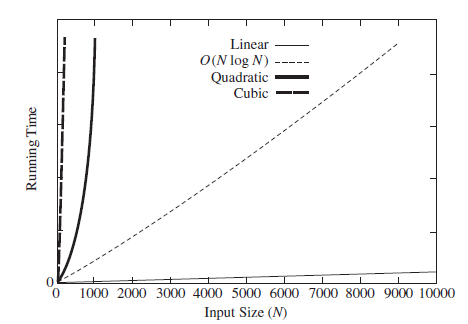 Linear
O(N log N)
Quadratic
Cubic
Running Time
0
0 1000 2000 3000 4000 5000 6000 7000 8000 9000 10000
Input Size (N)